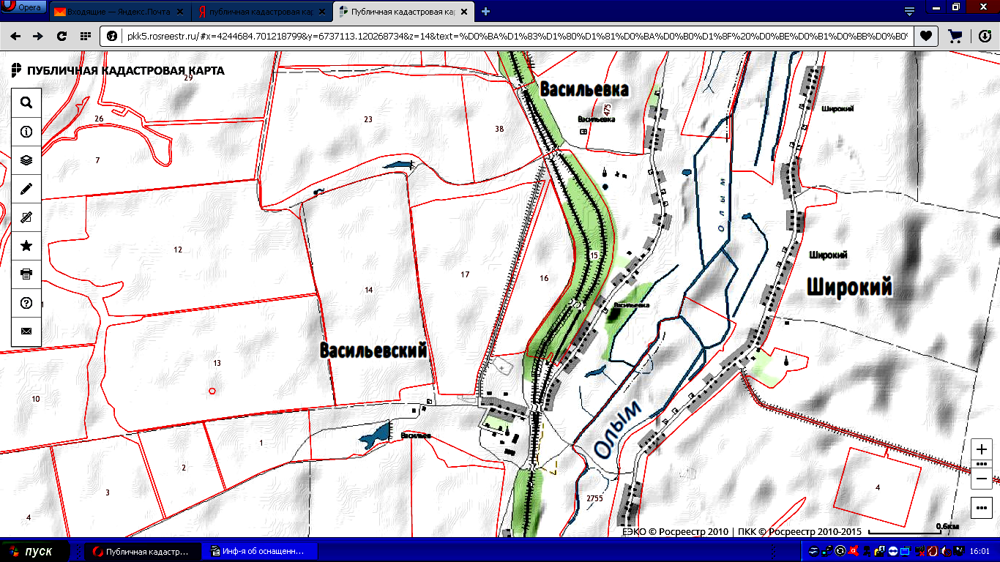 Opera
Входящие — Яндекс.Почта
публичная кадастровая кар
Публичная кадастровая ка
pkk5.rosreestr.ru/#x=4244684.701218799&y=6737113.120268734&z=14&text=%D0%BA%D1%83%D1%80%D1%81%D0%BA%D0%B0%D1%8F%20%D0%BE%D0%B1%D0%BB%D0%B0%
ПУБЛИЧНАЯ КАДАСТРОВАЯ КАРТА
29
Васильевка
475
Широкий
26
23
Васильевка
38
7
Олым
12
15
Широкий
17
16
Широкий
14
Васильевка
1
Васильевский
13
10
Олым
Васильев
1
2
3
4
4
2755
0.6км
ЕЭКО © Росреестр 2010 | ПКК © Росреестр 2010-2015
пуск
Публичная кадастр...
Инф-я об оснащенн...
16:01